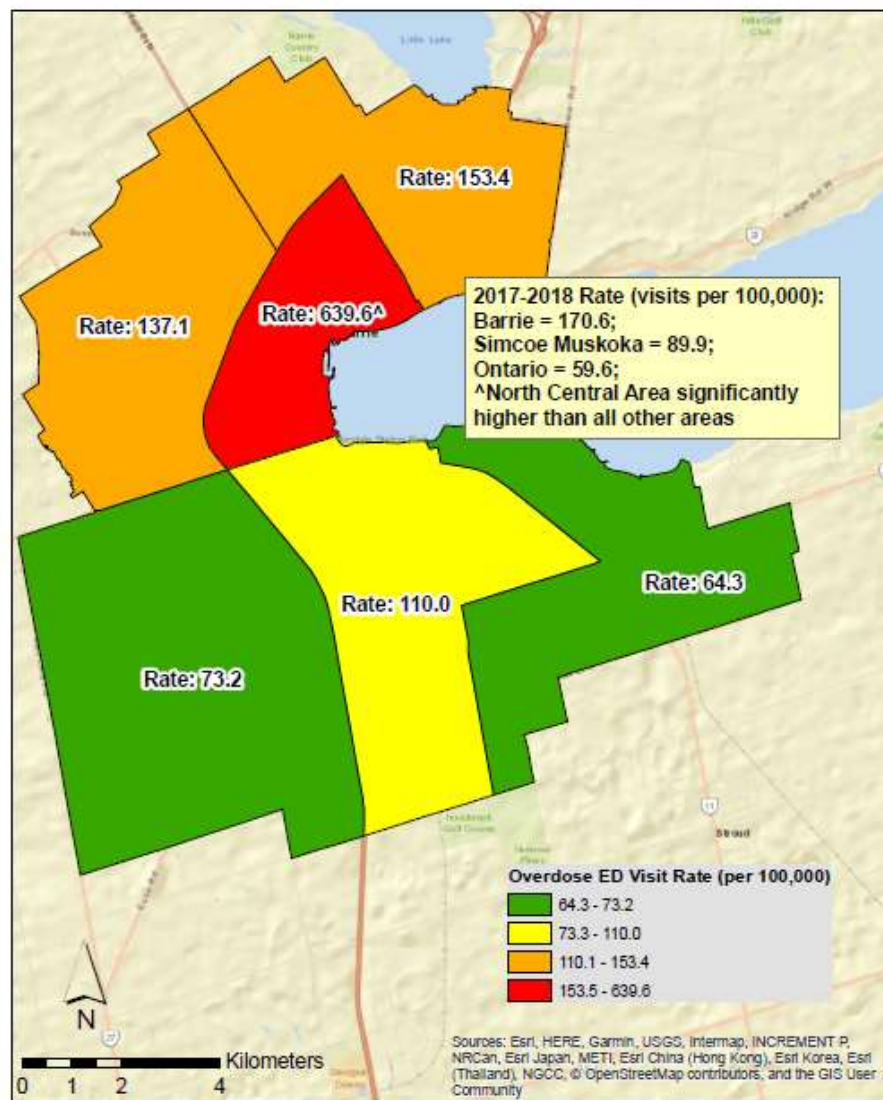 Little Lake
Rate: 153.4
Ridge Rd W
2017-2018 Rate (visits per 100,000):
Barrie = 170.6;
Simcoe Muskoka = 89.9;
Ontario = 59.6;
^North Central Area significantly
higher than all other areas
Rate: 137.1
Rate: 639.6^
Rate: 64.3
Rate: 110.0
Rate: 73.2
11
Stroud
Overdose ED Visit Rate (per 100,000)
64.3 - 73.2
73.3 - 110.0
110.1 - 153.4
153.5 - 639.6
N
27
Kilometers
0 1 2 4
Sources: Esri, HERE, Garmin, USGS, Intermap, INCREMENT P,
NRCan, Esri Japan, METI, Esri China (Hong Kong), Esri Korea, Esri
(Thailand), NGCC, © OpenStreetMap contributors, and the GIS User
Community